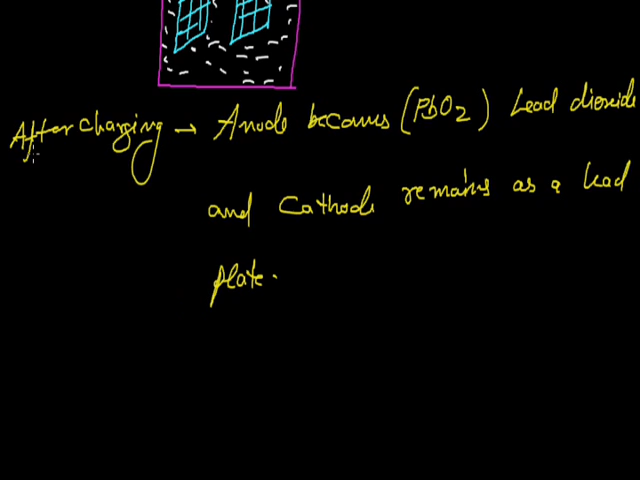 After charging → Anode becomes (PbO2) Lead dioxide
and Cathode remains as a lead
plate.